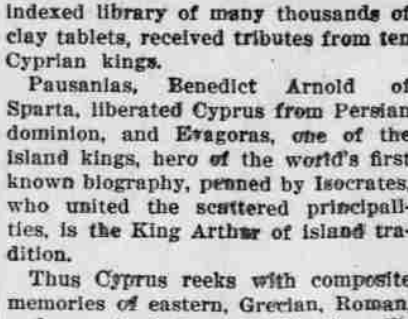 indexed library of many thousands of
clay tablets, received tributes from ten
Cyprian kings.
Pausanias, Benedict Arnold of
Sparta, liberated Cyprus from Persian
dominion, and Evagoras, one of the
island kings, hero of the world's first
known biography, penned by Isocrates,
who united the scattered principali-
ties, is the King Arthur of island tra-
dition.
Thus Cyprus reeks with composite
memories of eastern, Grecian, Roman